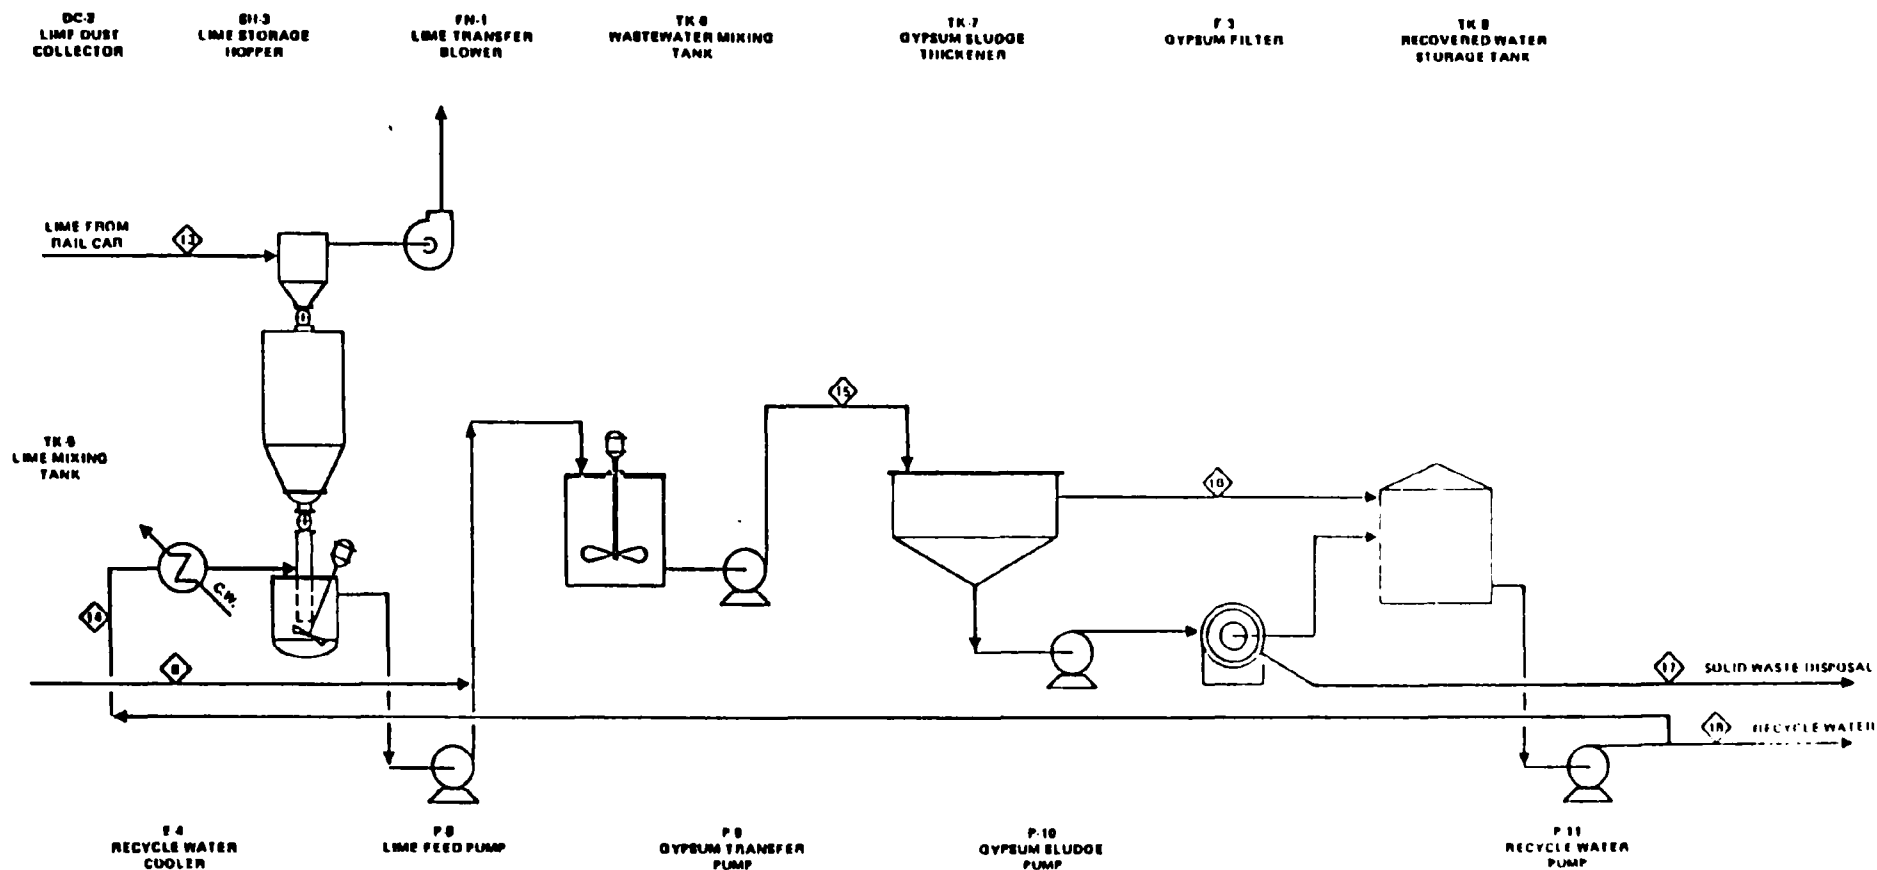 DC-2
LIME DUST
COLLECTOR
BH-3
LIME STORAGE
HOPPER
FN-1
LIME TRANSFER
BLOWER
TK-6
WASTEWATER MIXING
TANK
TK-7
GYPSUM SLUDGE
THICKENER
F-3
GYPSUM FILTER
TK-8
RECOVERED WATER
STORAGE TANK
LIME FROM
RAIL CAR
13
15
TK-5
LIME MIXING
TANK
16
C.W.
14
17
SOLID WASTE DISPOSAL
18
RECYCLE WATER
E-4
RECYCLE WATER
COOLER
P-8
LIME FEED PUMP
P-9
GYPSUM TRANSFER
PUMP
P-10
GYPSUM SLUDGE
PUMP
P-11
RECYCLE WATER
PUMP